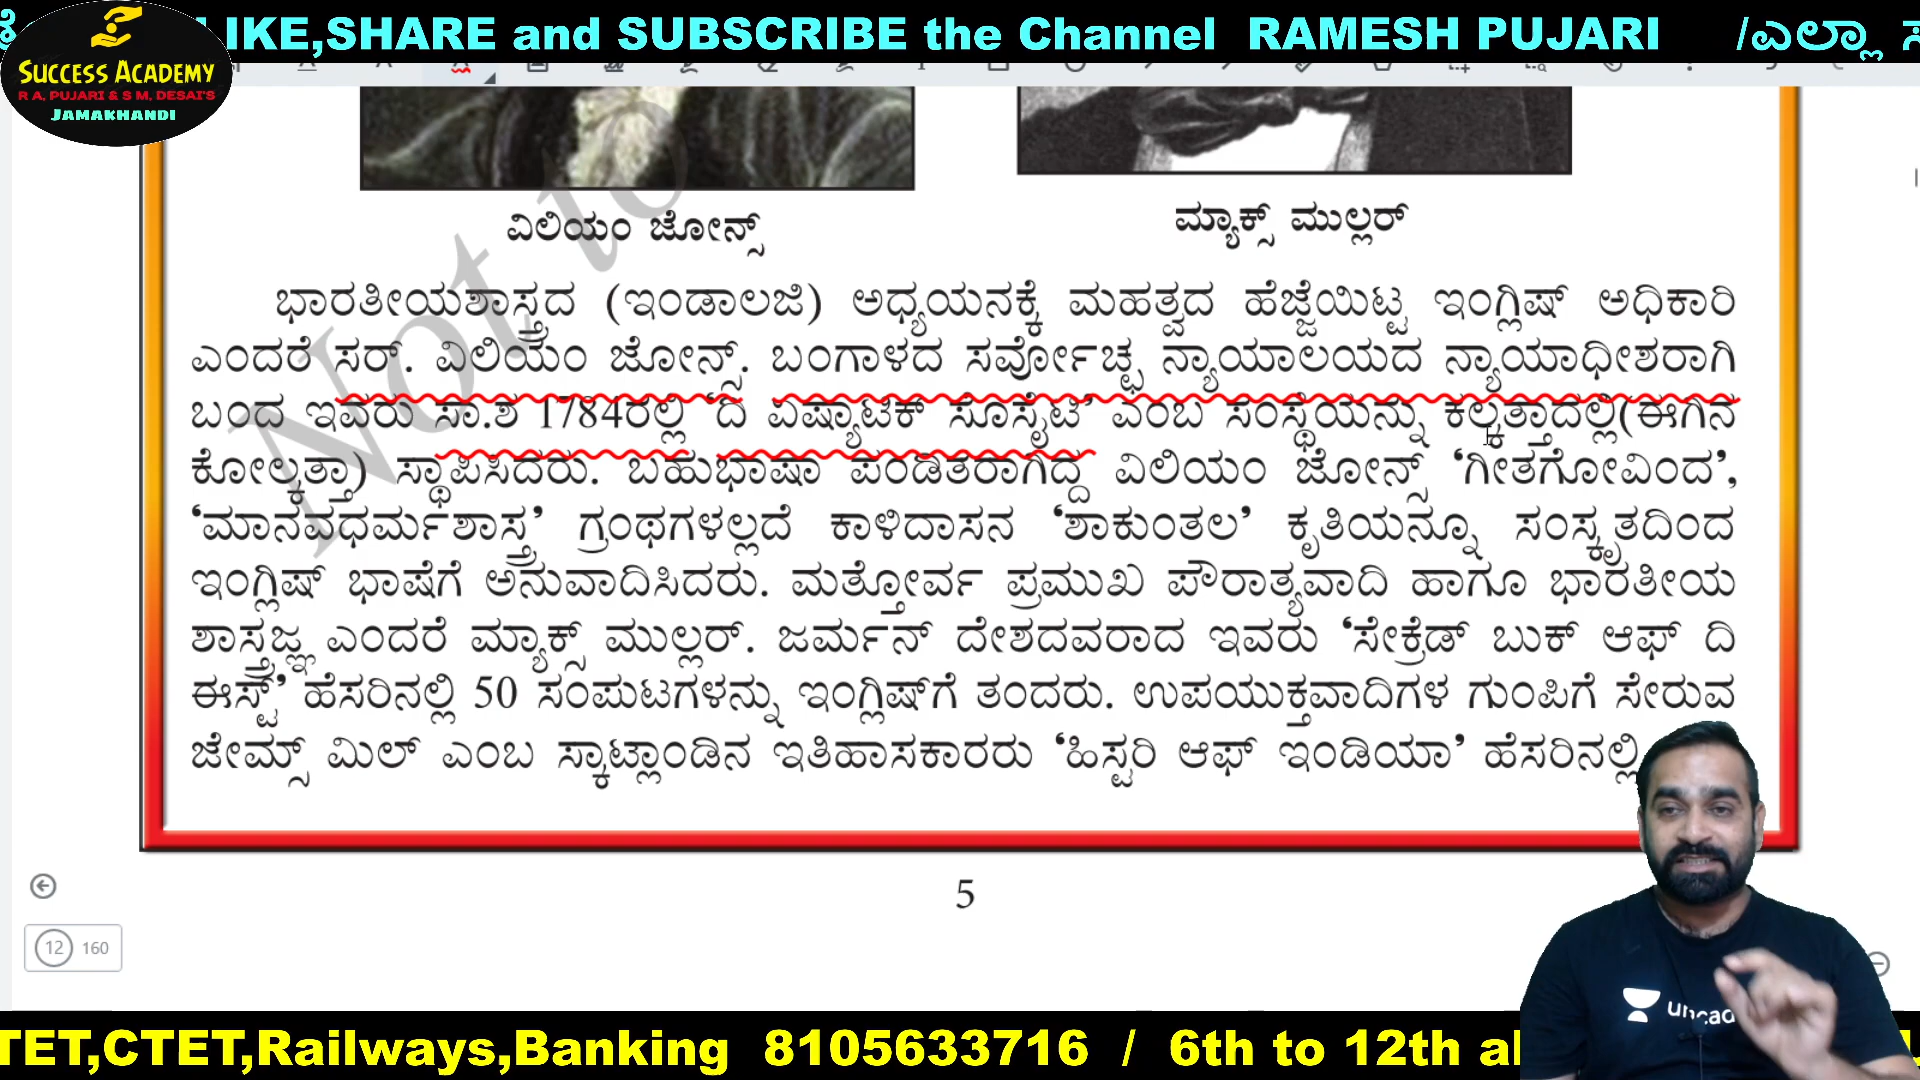 LIKE,SHARE and SUBSCRIBE the Channel RAMESH PUJARI /ಎಲ್ಲಾ
SUCCESS ACADEMY
R A, PUJARI & S M, DESAI'S
JAMAKHANDI
Not to
ವಿಲಿಯಂ ಜೋನ್ಸ್
ಮ್ಯಾಕ್ಸ್ ಮುಲ್ಲರ್
ಭಾರತೀಯಶಾಸ್ತ್ರದ (ಇಂಡಾಲಜಿ) ಅಧ್ಯಯನಕ್ಕೆ ಮಹತ್ವದ ಹೆಜ್ಜೆಯಿಟ್ಟ ಇಂಗ್ಲಿಷ್ ಅಧಿಕಾರಿ
ಎಂದರೆ ಸರ್. ವಿಲಿಯಂ ಜೋನ್ಸ್. ಬಂಗಾಳದ ಸರ್ವೋಚ್ಛ ನ್ಯಾಯಾಲಯದ ನ್ಯಾಯಾಧೀಶರಾಗಿ
ಬಂದ ಇವರು ಸಾ.ಶ 1784ರಲ್ಲಿ ‘ದಿ ಏಷ್ಯಾಟಿಕ್ ಸೊಸೈಟಿ’ ಎಂಬ ಸಂಸ್ಥೆಯನ್ನು ಕಲ್ಕತ್ತಾದಲ್ಲಿ(ಈಗಿನ
ಕೋಲ್ಕತ್ತಾ) ಸ್ಥಾಪಿಸಿದರು. ಬಹುಭಾಷಾ ಪಂಡಿತರಾಗಿದ್ದ ವಿಲಿಯಂ ಜೋನ್ಸ್ ‘ಗೀತಗೋವಿಂದ’,
‘ಮಾನವಧರ್ಮಶಾಸ್ತ್ರ’ ಗ್ರಂಥಗಳಲ್ಲದೆ ಕಾಳಿದಾಸನ ‘ಶಾಕುಂತಲ’ ಕೃತಿಯನ್ನೂ ಸಂಸ್ಕೃತದಿಂದ
ಇಂಗ್ಲಿಷ್ ಭಾಷೆಗೆ ಅನುವಾದಿಸಿದರು. ಮತ್ತೋರ್ವ ಪ್ರಮುಖ ಪೌರಾತ್ಯವಾದಿ ಹಾಗೂ ಭಾರತೀಯ
ಶಾಸ್ತ್ರಜ್ಞ ಎಂದರೆ ಮ್ಯಾಕ್ಸ್ ಮುಲ್ಲರ್. ಜರ್ಮನ್ ದೇಶದವರಾದ ಇವರು ‘ಸೇಕ್ರೆಡ್ ಬುಕ್ ಆಫ್ ದಿ
ಈಸ್ಟ್’ ಹೆಸರಿನಲ್ಲಿ 50 ಸಂಪುಟಗಳನ್ನು ಇಂಗ್ಲಿಷ್‌ಗೆ ತಂದರು. ಉಪಯುಕ್ತವಾದಿಗಳ ಗುಂಪಿಗೆ ಸೇರುವ
ಜೇಮ್ಸ್ ಮಿಲ್ ಎಂಬ ಸ್ಕಾಟ್ಲಾಂಡಿನ ಇತಿಹಾಸಕಾರರು ‘ಹಿಸ್ಟರಿ ಆಫ್ ಇಂಡಿಯಾ’ ಹೆಸರಿನಲ್ಲಿ
5
12 160
TET,CTET,Railways,Banking 8105633716 / 6th to 12th